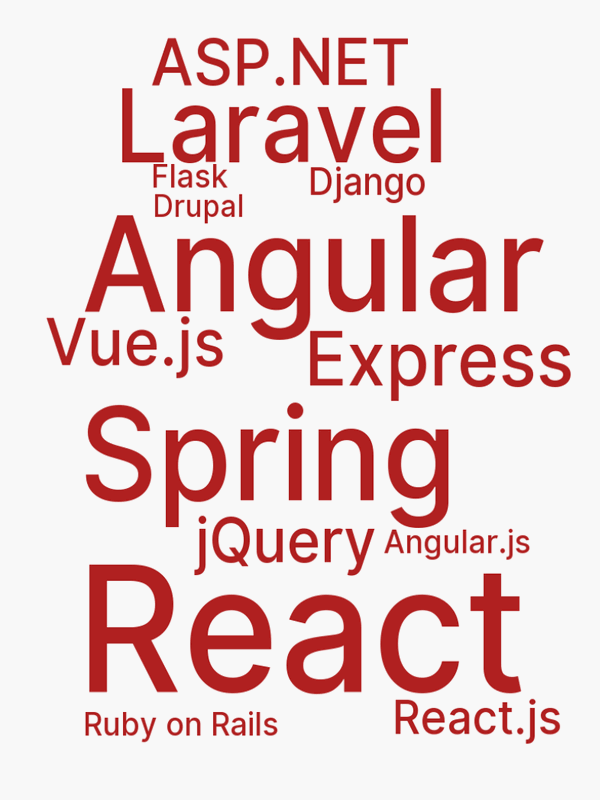 ASP.NET
Laravel
Flask
Django
Drupal
Angular
Vue.js
Express
Spring
jQuery
Angular.js
React
React.js
Ruby on Rails